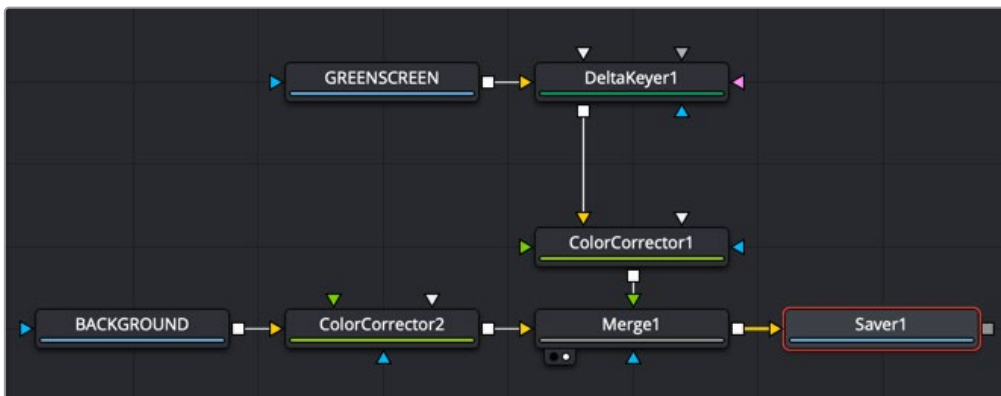 GREENSCREEN
DeltaKeyer1
ColorCorrector1
BACKGROUND
ColorCorrector2
Merge1
Saver1